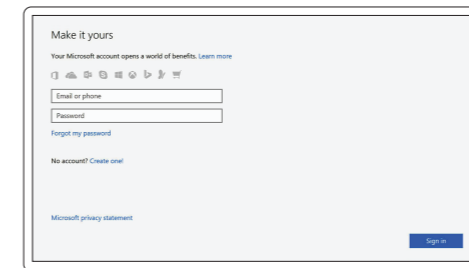 Make it yours
Your Microsoft account opens a world of benefits. Learn more
Email or phone
Password
Forgot my password
No account? Create one!
Microsoft privacy statement
Sign in